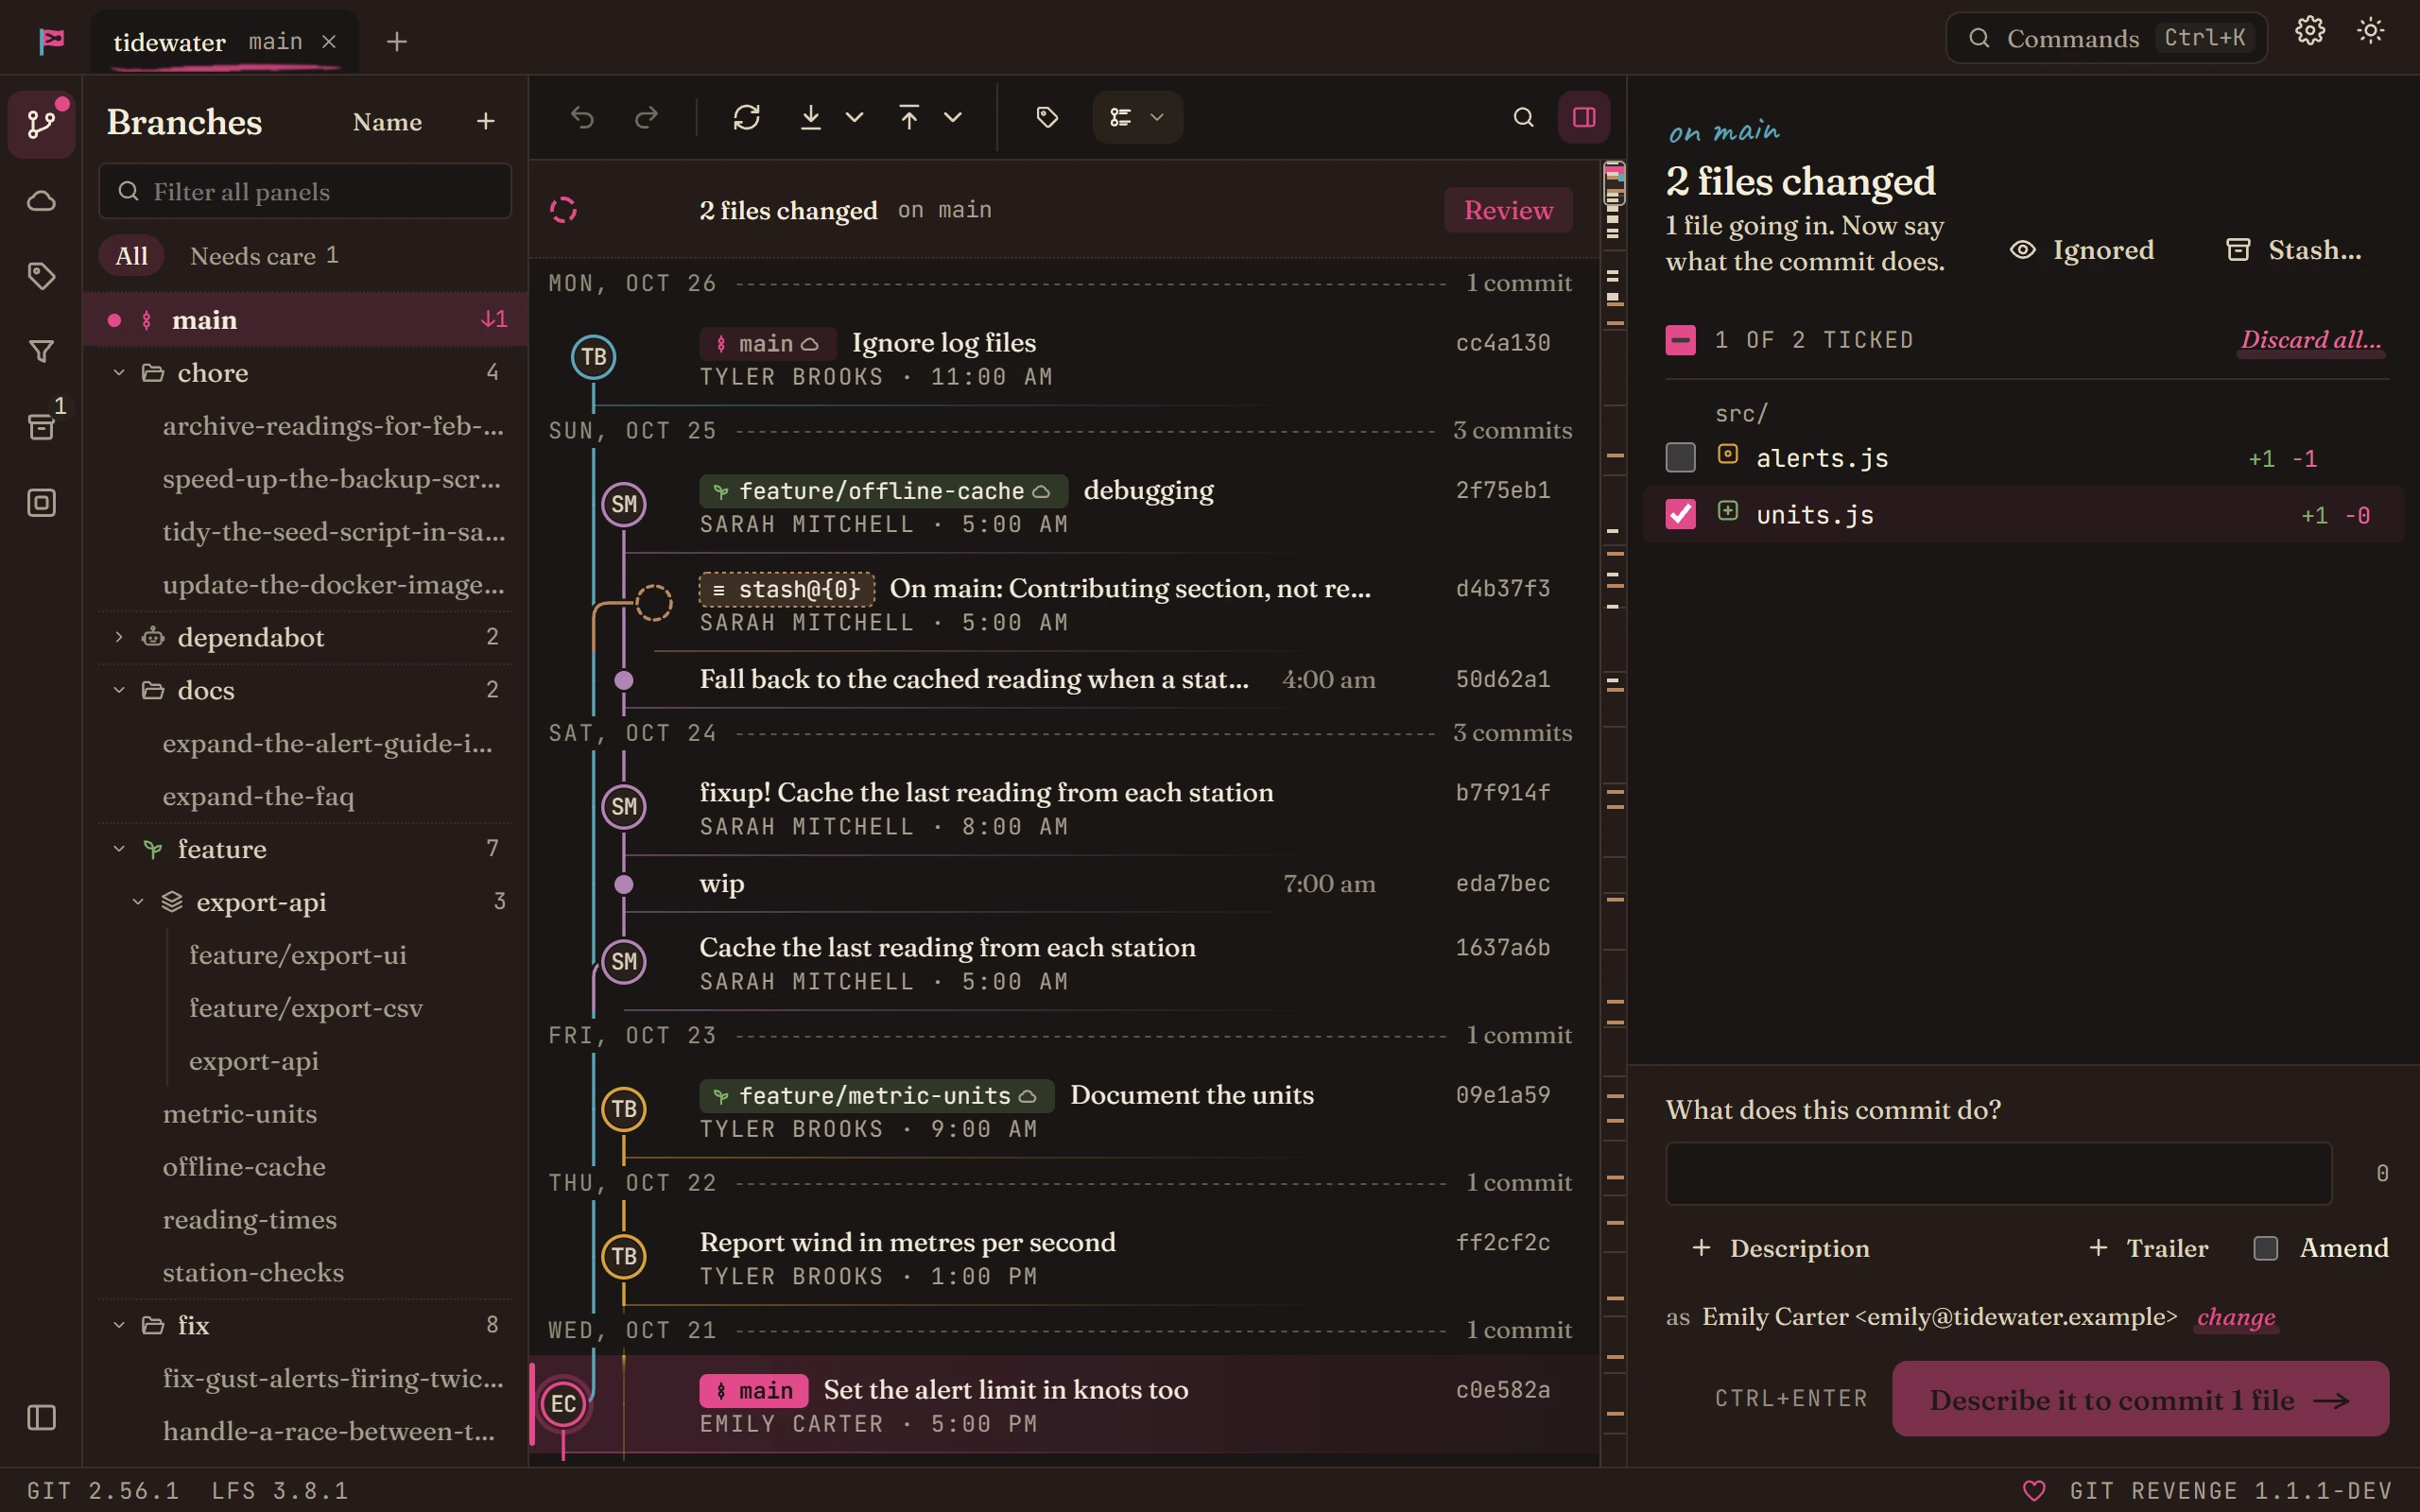 tidewater main
Commands Ctrl+K
Branches Name
Filter all panels
All Needs care 1
1
main ↓1
chore 4
archive-readings-for-feb-...
speed-up-the-backup-scr...
tidy-the-seed-script-in-sa...
update-the-docker-image...
dependabot 2
docs 2
expand-the-alert-guide-i...
expand-the-faq
feature 7
export-api 3
feature/export-ui
feature/export-csv
export-api
metric-units
offline-cache
reading-times
station-checks
fix 8
fix-gust-alerts-firing-twic...
handle-a-race-between-t...
2 files changed on main Review
MON, OCT 26 1 commit
TB main Ignore log files cc4a130
TYLER BROOKS · 11:00 AM
SUN, OCT 25 3 commits
SM feature/offline-cache debugging 2f75eb1
SARAH MITCHELL · 5:00 AM
stash@{0} On main: Contributing section, not re... d4b37f3
SARAH MITCHELL · 5:00 AM
Fall back to the cached reading when a stat... 4:00 am 50d62a1
SAT, OCT 24 3 commits
SM fixup! Cache the last reading from each station b7f914f
SARAH MITCHELL · 8:00 AM
wip 7:00 am eda7bec
SM Cache the last reading from each station 1637a6b
SARAH MITCHELL · 5:00 AM
FRI, OCT 23 1 commit
TB feature/metric-units Document the units 09e1a59
TYLER BROOKS · 9:00 AM
THU, OCT 22 1 commit
TB Report wind in metres per second ff2cf2c
TYLER BROOKS · 1:00 PM
WED, OCT 21 1 commit
EC main Set the alert limit in knots too c0e582a
EMILY CARTER · 5:00 PM
on main
2 files changed
1 file going in. Now say
what the commit does.
Ignored Stash...
1 OF 2 TICKED Discard all...
src/
alerts.js +1 -1
units.js +1 -0
What does this commit do?
0
+ Description + Trailer Amend
as Emily Carter <emily@tidewater.example> change
CTRL+ENTER Describe it to commit 1 file →
GIT 2.56.1 LFS 3.8.1
GIT REVENGE 1.1.1-DEV